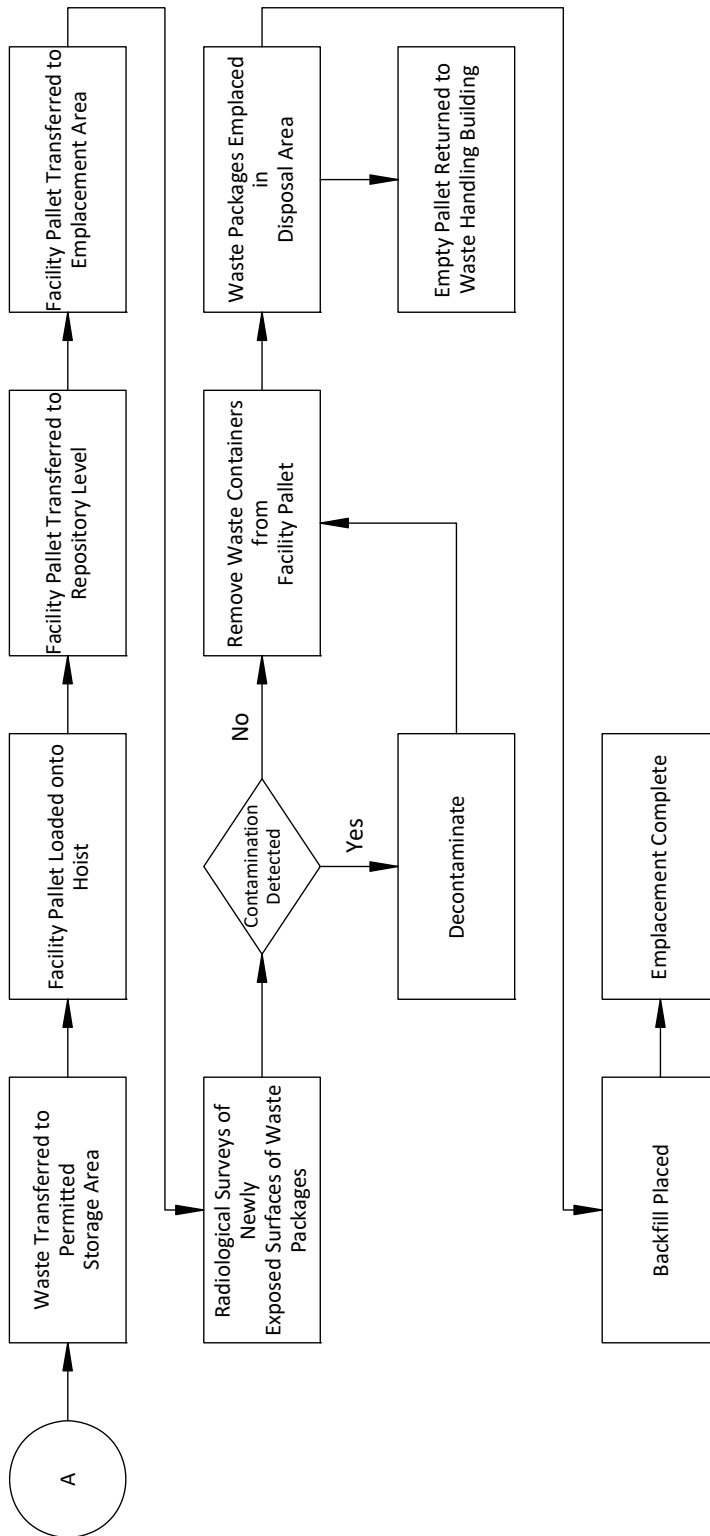 A
Waste Transferred to
Permitted
Storage Area
Facility Pallet Loaded onto
Hoist
Facility Pallet Transferred to
Repository Level
Facility Pallet Transferred to
Emplacement Area
Radiological Surveys of
Newly
Exposed Surfaces of Waste
Packages
Contamination
Detected
No
Yes
Decontaminate
Remove Waste Containers
from
Facility Pallet
Waste Packages Emplaced
in
Disposal Area
Empty Pallet Returned to
Waste Handling Building
Backfill Placed
Emplacement Complete